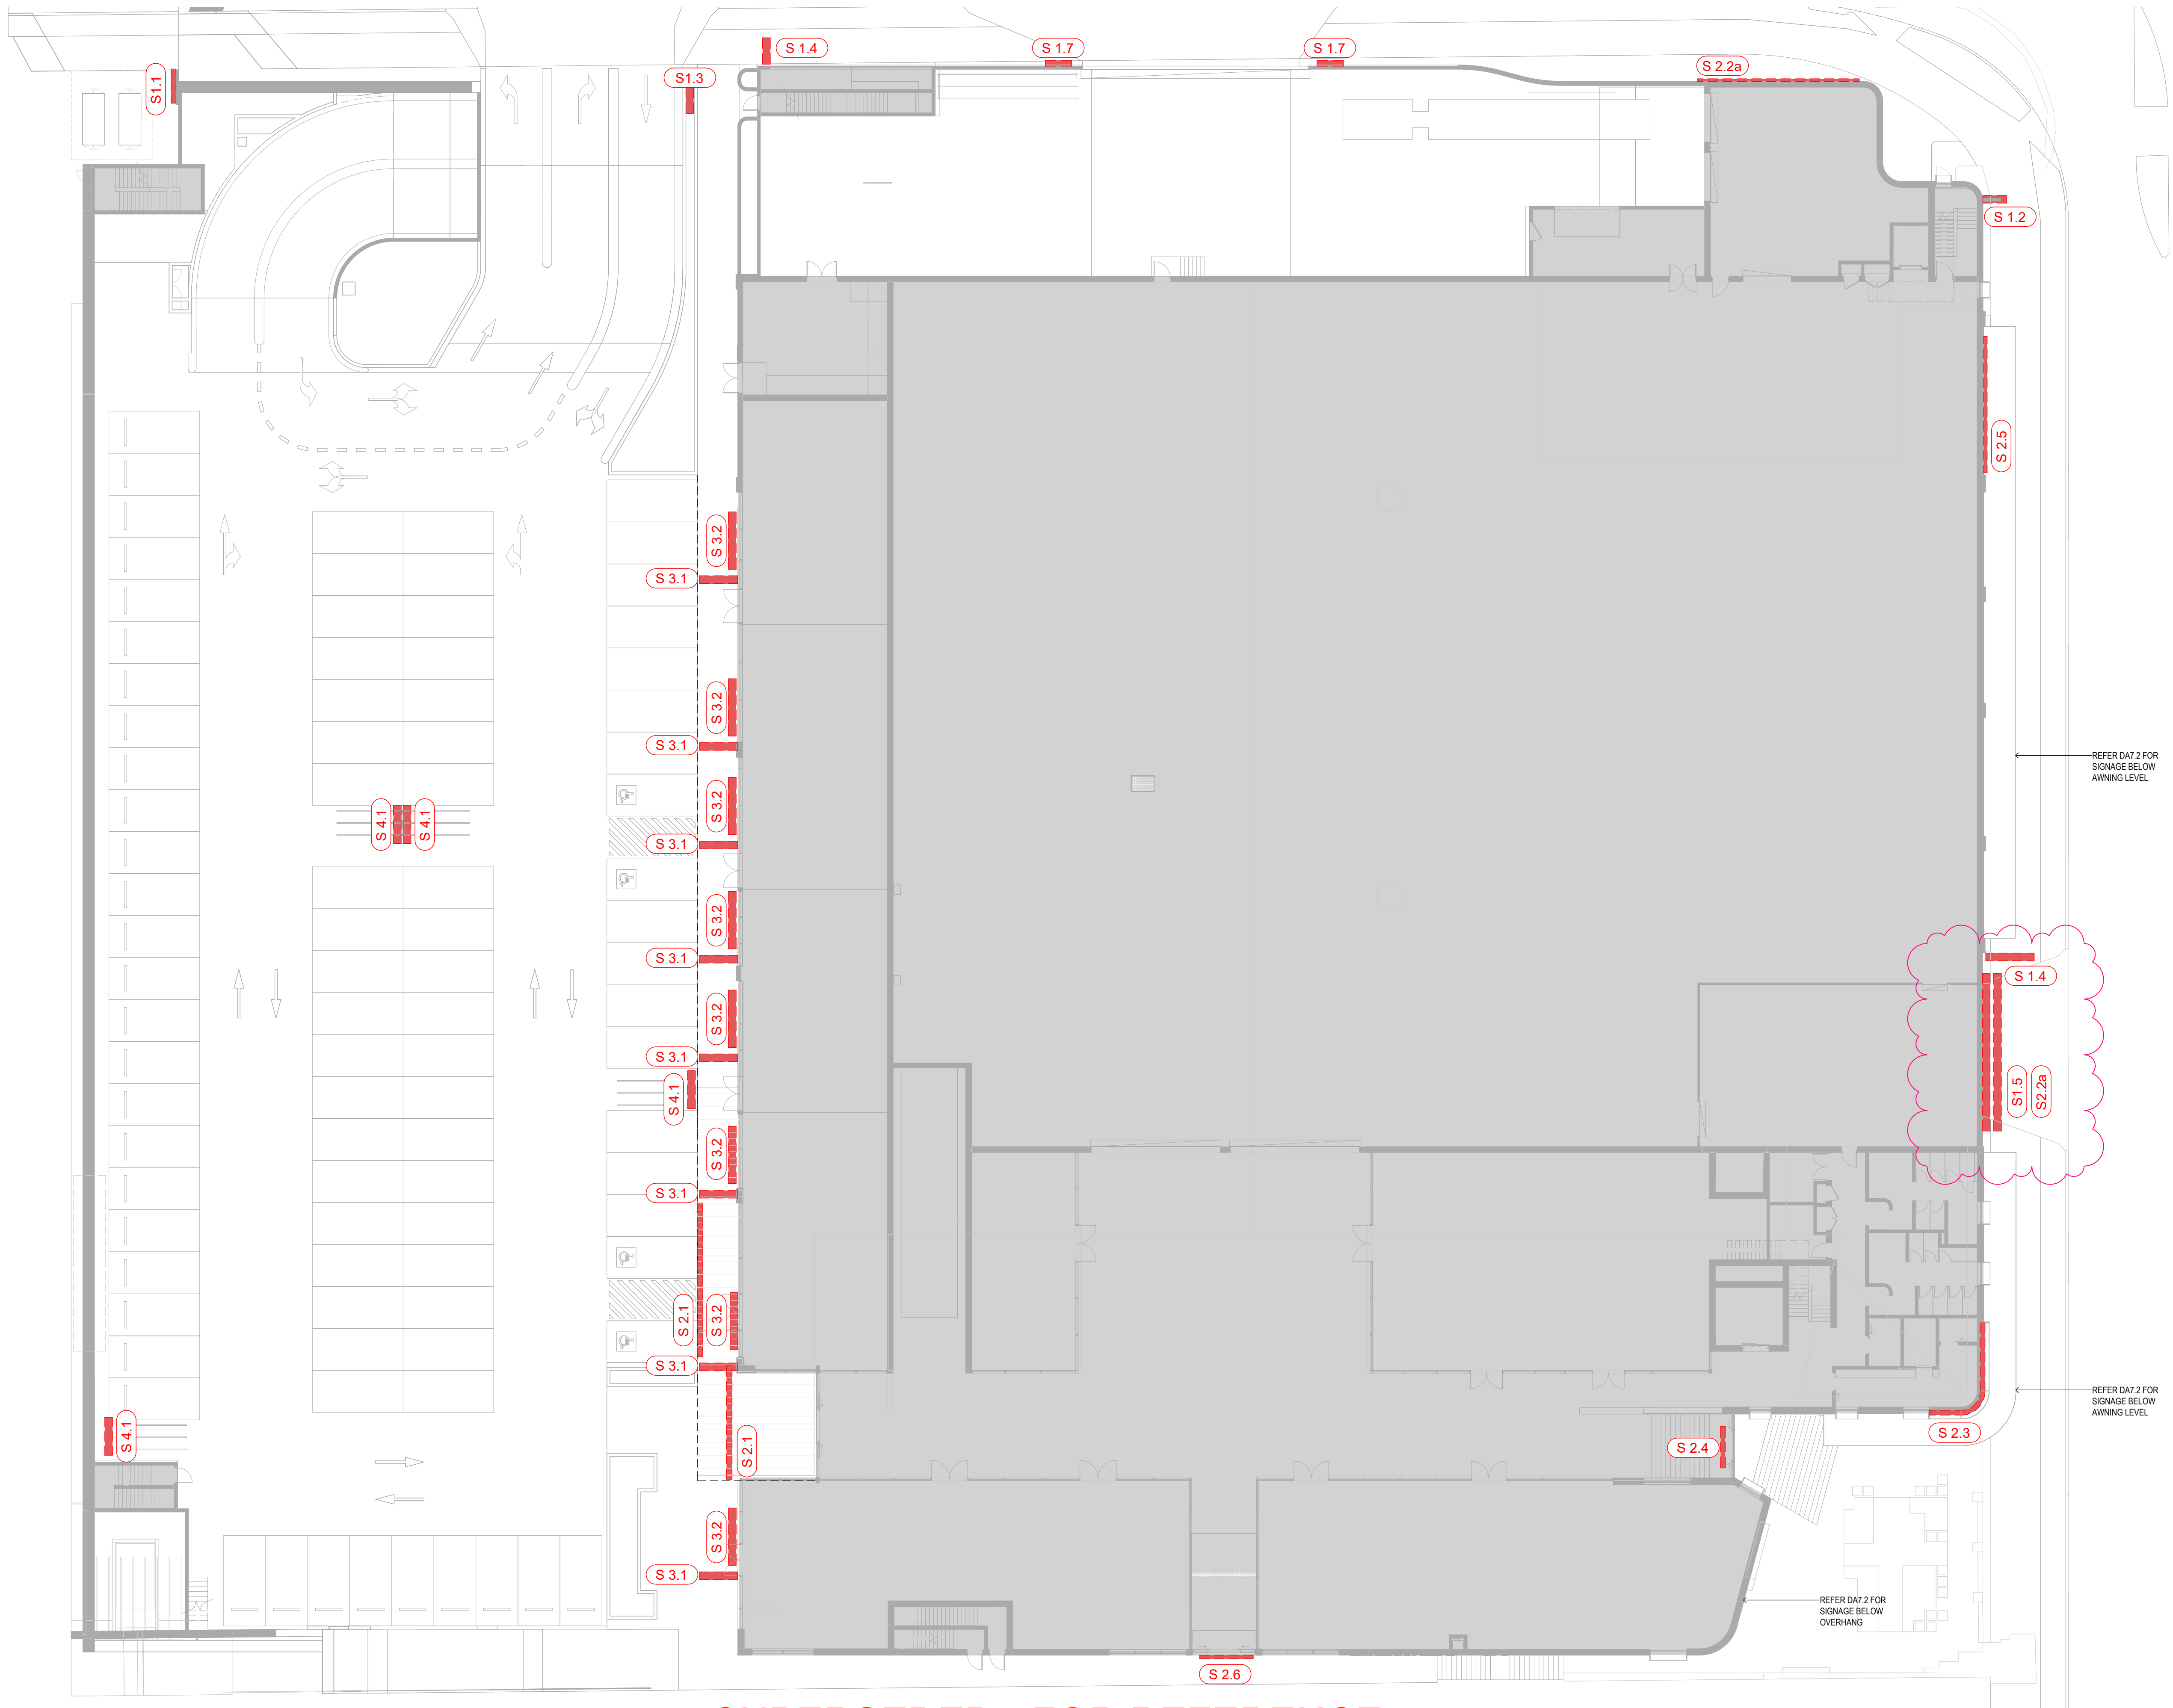 S 1.4
S 1.7
S 1.7
S 2.2a
S1.1
S1.3
S 1.2
S 2.5
S 3.2
S 3.1
S 3.2
S 3.1
REFER DA7.2 FOR
SIGNAGE BELOW
AWNING LEVEL
S 4.1
S 4.1
S 3.2
S 3.1
S 3.2
S 3.1
S 1.4
S 3.2
S 3.1
S 4.1
S1.5
S2.2a
S 3.2
S 3.1
S 2.1
S 3.2
S 3.1
REFER DA7.2 FOR
SIGNAGE BELOW
AWNING LEVEL
S 4.1
S 2.1
S 2.4
S 2.3
S 3.2
S 3.1
REFER DA7.2 FOR
SIGNAGE BELOW
OVERHANG
S 2.6